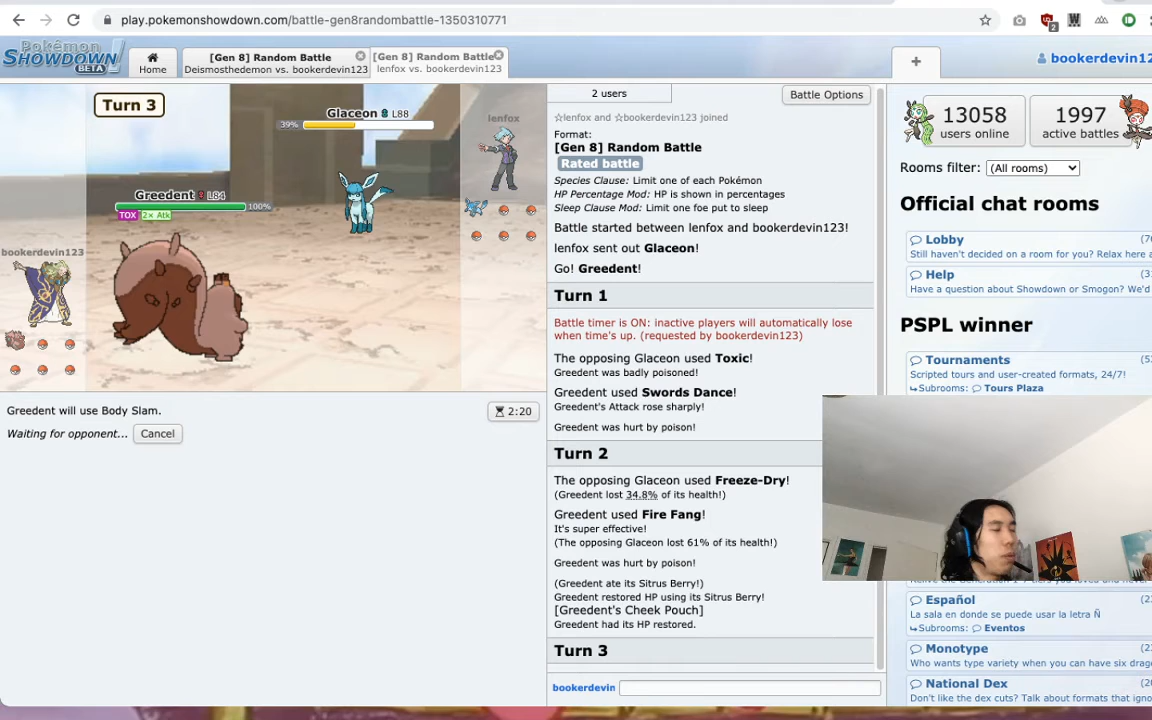 play.pokemonshowdown.com/battle-gen8randombattle-1350310771
2
Pokémon
SHOWDOWN
BETA
Home
[Gen 8] Random Battle
Deismosthedemon vs. bookerdevin123
[Gen 8] Random Battle
lenfox vs. bookerdevin123
+
bookerdevin12
Turn 3
Glaceon L88
39%
lenfox
Greedent L84
100%
TOX 2× Atk
bookerdevin123
Greedent will use Body Slam.
2:20
Waiting for opponent...
Cancel
2 users
Battle Options
☆lenfox and ☆bookerdevin123 joined
Format:
[Gen 8] Random Battle
Rated battle
Species Clause: Limit one of each Pokémon
HP Percentage Mod: HP is shown in percentages
Sleep Clause Mod: Limit one foe put to sleep
Battle started between lenfox and bookerdevin123!
lenfox sent out Glaceon!
Go! Greedent!
Turn 1
Battle timer is ON: inactive players will automatically lose
when time's up. (requested by bookerdevin123)
The opposing Glaceon used Toxic!
Greedent was badly poisoned!
Greedent used Swords Dance!
Greedent's Attack rose sharply!
Greedent was hurt by poison!
Turn 2
The opposing Glaceon used Freeze-Dry!
(Greedent lost 34.8% of its health!)
Greedent used Fire Fang!
It's super effective!
(The opposing Glaceon lost 61% of its health!)
Greedent was hurt by poison!
(Greedent ate its Sitrus Berry!)
Greedent restored HP using its Sitrus Berry!
[Greedent's Cheek Pouch]
Greedent had its HP restored.
Turn 3
bookerdevin
13058
users online
1997
active battles
Rooms filter: (All rooms)
Official chat rooms
Lobby
Still haven't decided on a room for you? Relax here a
Help
Have a question about Showdown or Smogon? We'd
PSPL winner
Tournaments
Scripted tours and user-created formats, 24/7!
↳Subrooms: Tours Plaza
Español
La sala en donde se puede usar la letra Ñ
↳Subrooms: Eventos
Monotype
Who wants type variety when you can have six drag
National Dex
Don't like the dex cuts? Talk about formats that igno